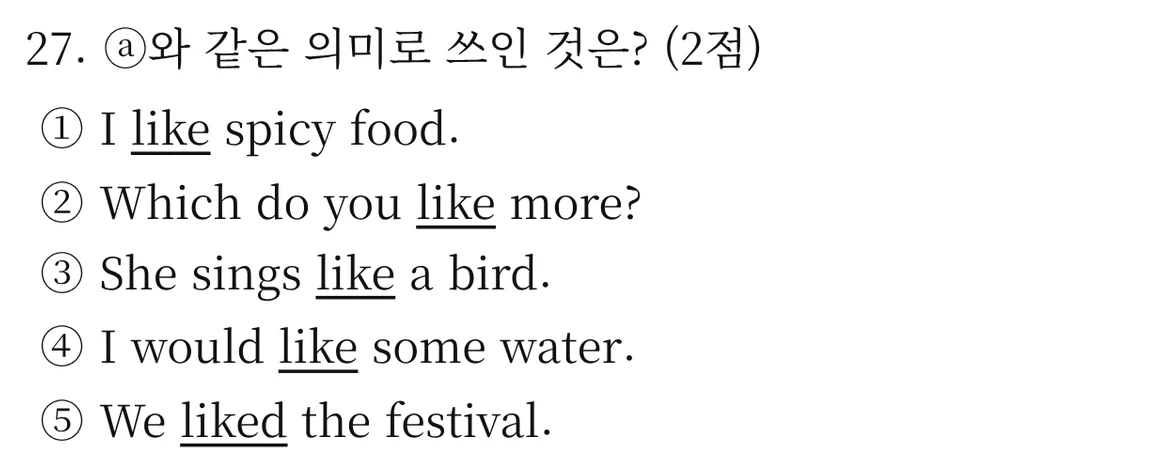 27. ⓐ와 같은 의미로 쓰인 것은? (2점)
① I like spicy food.
② Which do you like more?
③ She sings like a bird.
④ I would like some water.
⑤ We liked the festival.